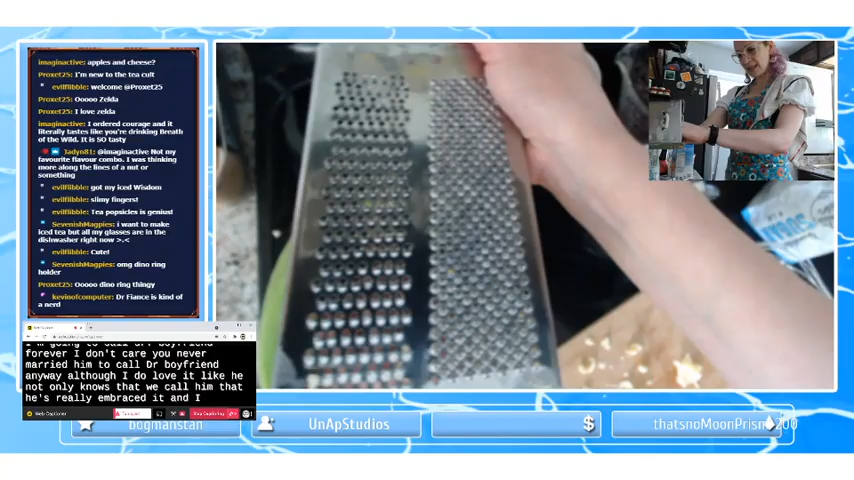 imaginactive: apples and cheese?
Proxet25: I'm new to the tea cult
evilflibble: welcome @Proxet25
Proxet25: Ooooo Zelda
Proxet25: I love zelda
imaginactive: I ordered courage and it
literally tastes like you're drinking Breath
of the Wild. It is SO tasty
Jadyn81: @imaginactive Not my
favourite flavour combo. I was thinking
more along the lines of a nut or
something
evilflibble: got my iced Wisdom
evilflibble: slimy fingers!
evilflibble: Tea popsicles is genius!
SevenishMagpies: i want to make
iced tea but all my glasses are in the
dishwasher right now >.<
evilflibble: Cute!
SevenishMagpies: omg dino ring
holder
Proxet25: Ooooo dino ring thingy
kevinofcomputer: Dr Fiance is kind of
a nerd
forever I don't care you never
married him to call Dr boyfriend
anyway although I do love it like he
not only knows that we call him that
he's really embraced it and I
Web Captioner
Stop Captioning
bogmanstan
UnApStudios
$